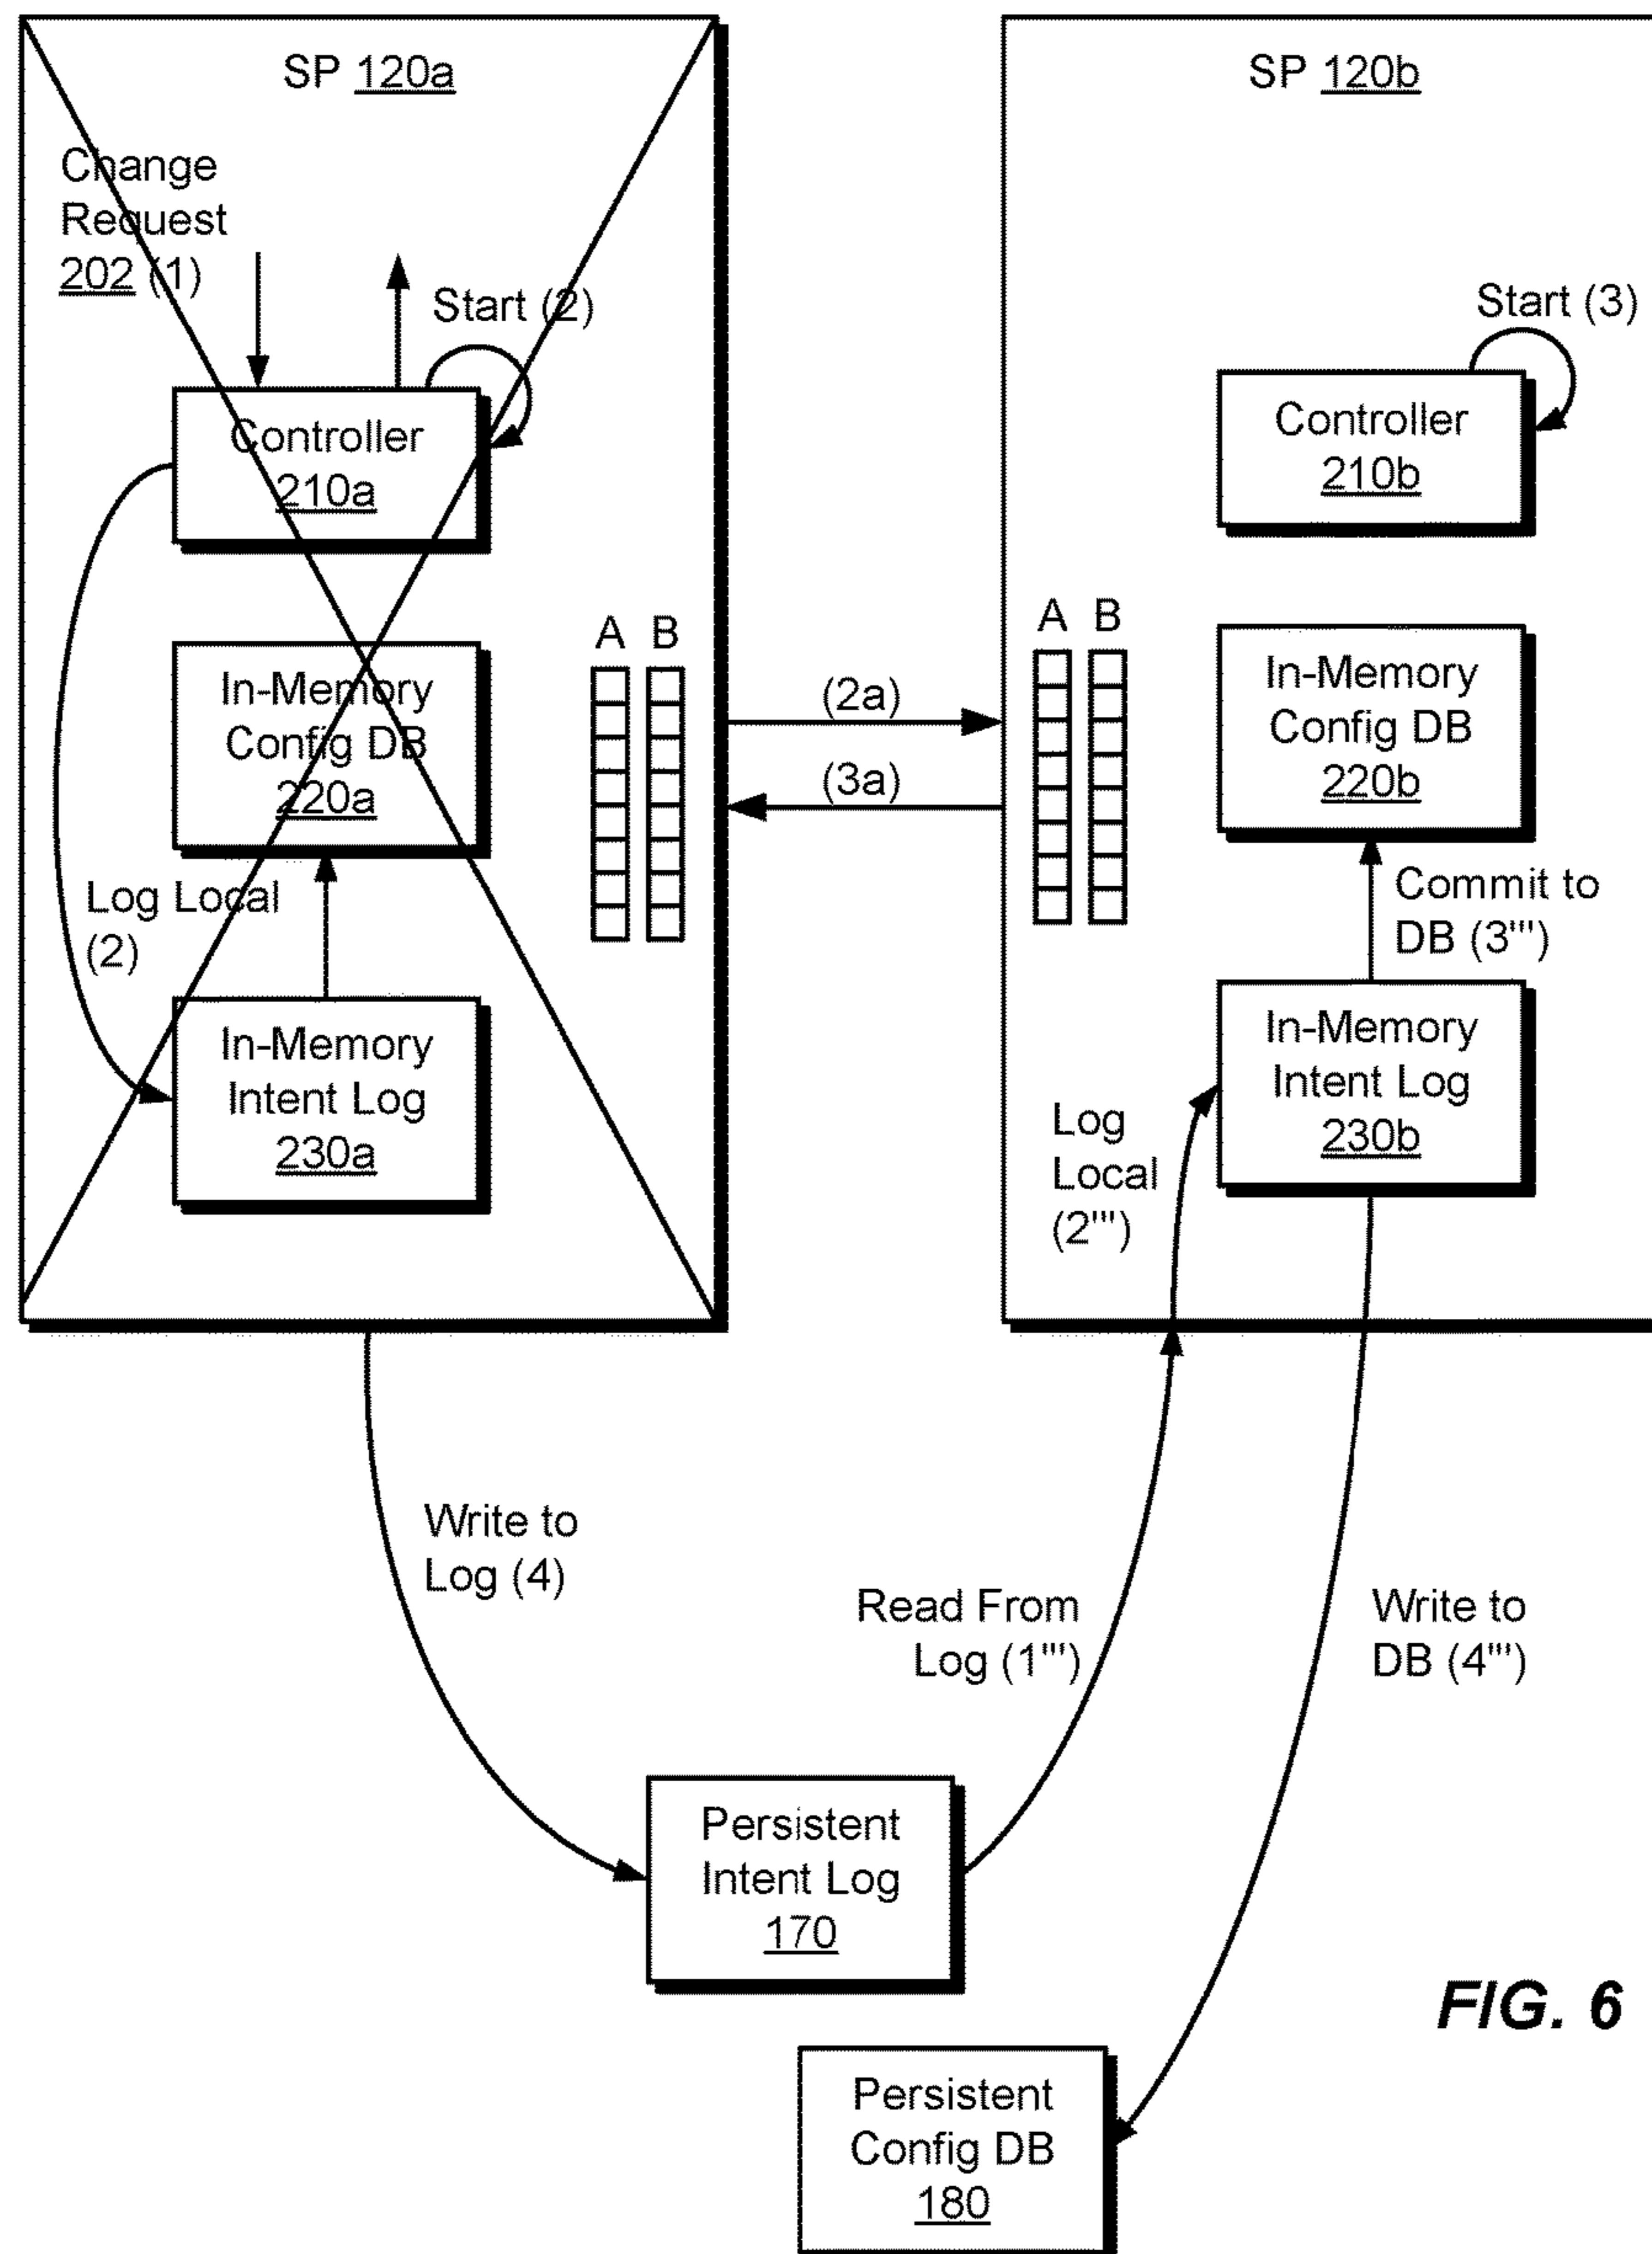 SP 120a
Change
Request
202 (1)
Start (2)
Controller
210a
A B
In-Memory
Config DB
220a
Log Local
(2)
In-Memory
Intent Log
230a
(2a)
(3a)
SP 120b
Start (3)
Controller
210b
A B
In-Memory
Config DB
220b
Commit to
DB (3''')
In-Memory
Intent Log
230b
Log
Local
(2''')
Write to
Log (4)
Read From
Log (1''')
Write to
DB (4''')
Persistent
Intent Log
170
FIG. 6
Persistent
Config DB
180